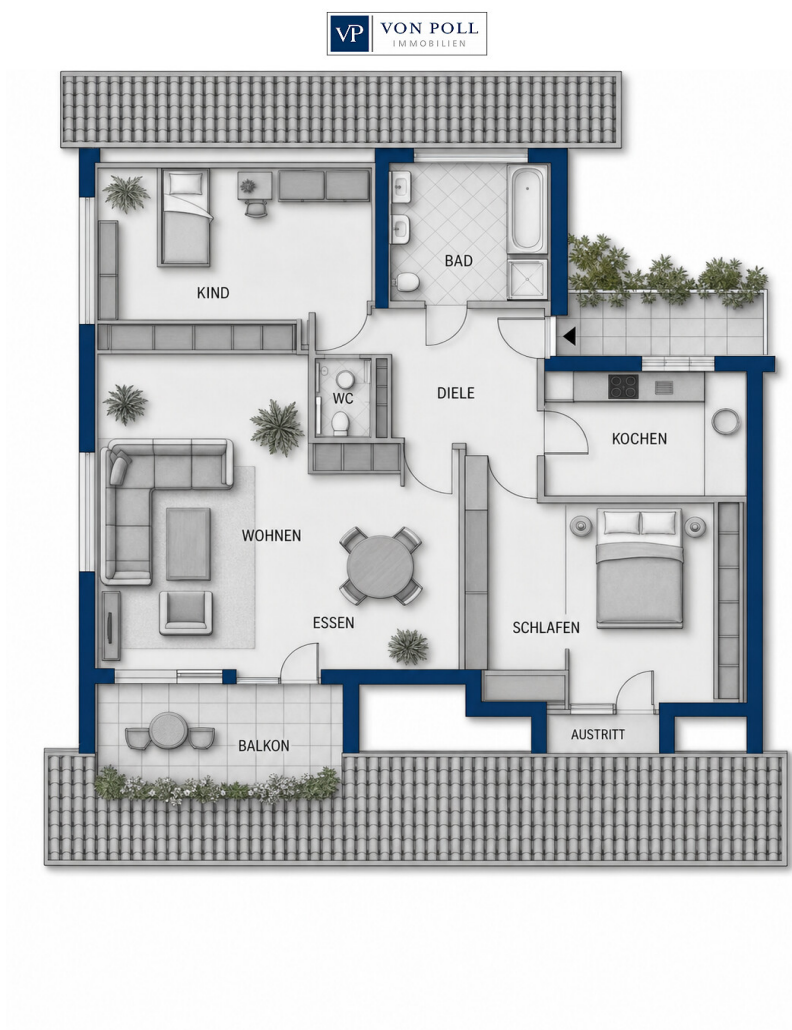 VP VON POLL
IMMOBILIEN
KIND
BAD
WC
DIELE
KOCHEN
WOHNEN
ESSEN
SCHLAFEN
BALKON
AUSTRITT